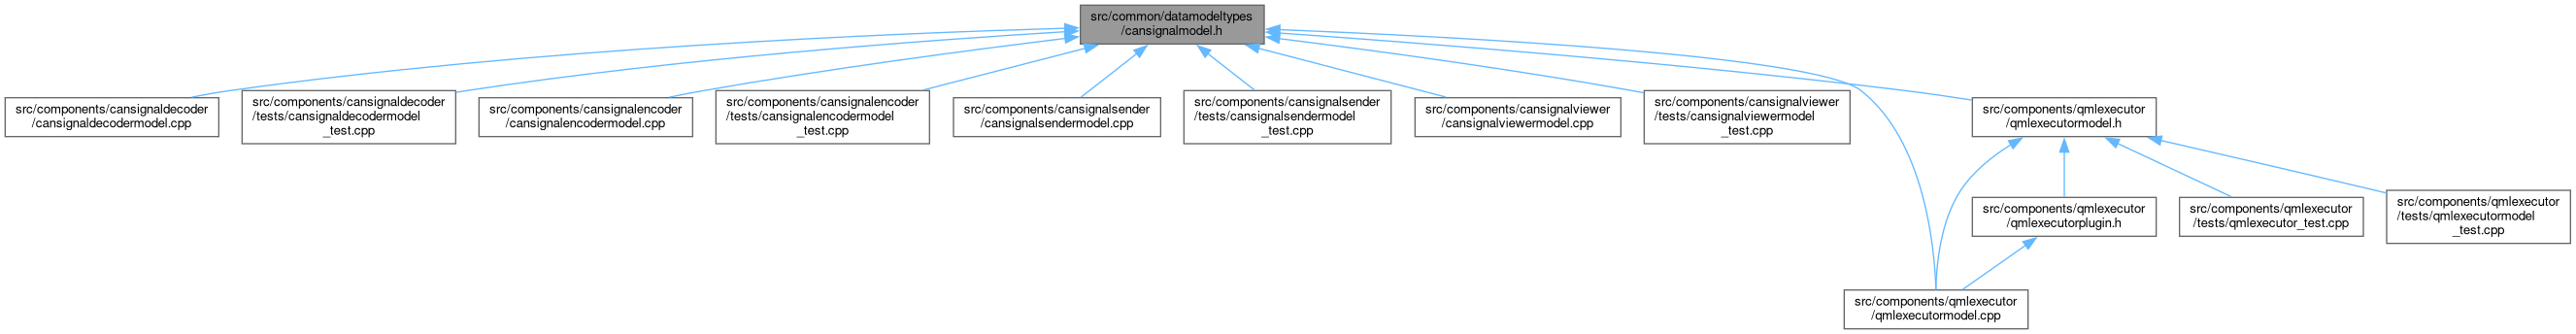 src/common/datamodeltypes
/cansignalmodel.h
src/components/cansignaldecoder
/cansignaldecodermodel.cpp
src/components/cansignaldecoder
/tests/cansignaldecodermodel
_test.cpp
src/components/cansignalencoder
/cansignalencodermodel.cpp
src/components/cansignalencoder
/tests/cansignalencodermodel
_test.cpp
src/components/cansignalsender
/cansignalsendermodel.cpp
src/components/cansignalsender
/tests/cansignalsendermodel
_test.cpp
src/components/cansignalviewer
/cansignalviewermodel.cpp
src/components/cansignalviewer
/tests/cansignalviewermodel
_test.cpp
src/components/qmlexecutor
/qmlexecutormodel.h
src/components/qmlexecutor
/qmlexecutorplugin.h
src/components/qmlexecutor
/tests/qmlexecutor_test.cpp
src/components/qmlexecutor
/tests/qmlexecutormodel
_test.cpp
src/components/qmlexecutor
/qmlexecutormodel.cpp